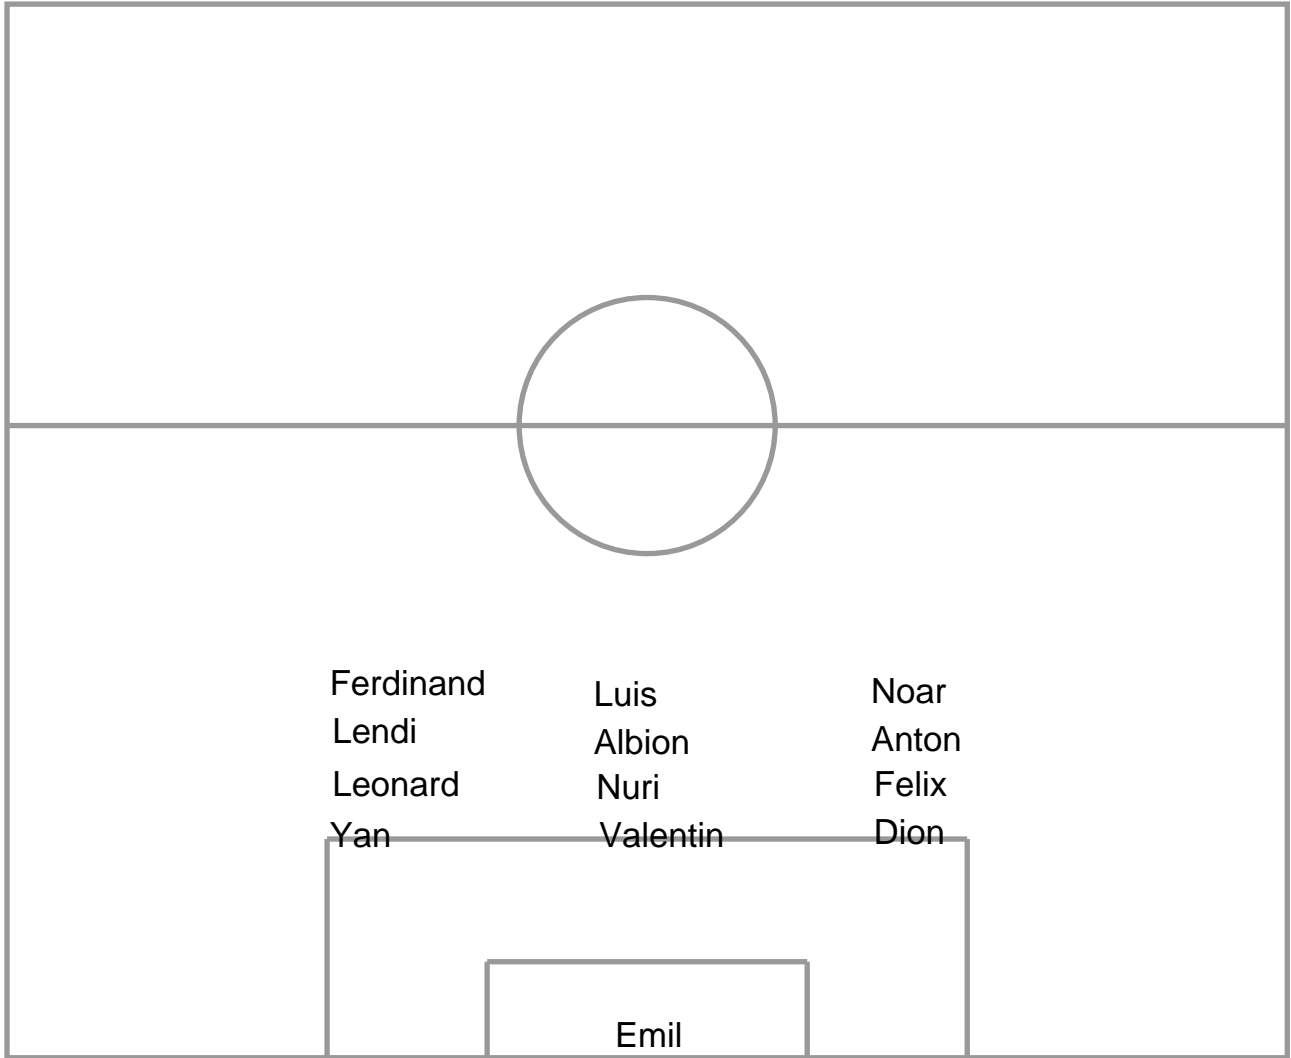 Ferdinand
Lendi
Leonard
Yan
Luis
Albion
Nuri
Valentin
Noar
Anton
Felix
Dion
Emil